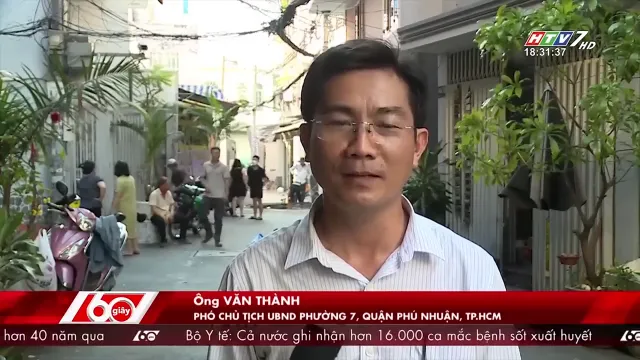 HTV7 HD
18:31:37
Ông VĂN THÀNH
PHÓ CHỦ TỊCH UBND PHƯỜNG 7, QUẬN PHÚ NHUẬN, TP.HCM
60 giây
hơn 40 năm qua 60 Bộ Y tế: Cả nước ghi nhận hơn 16.000 ca mắc bệnh sốt xuất huyết 60